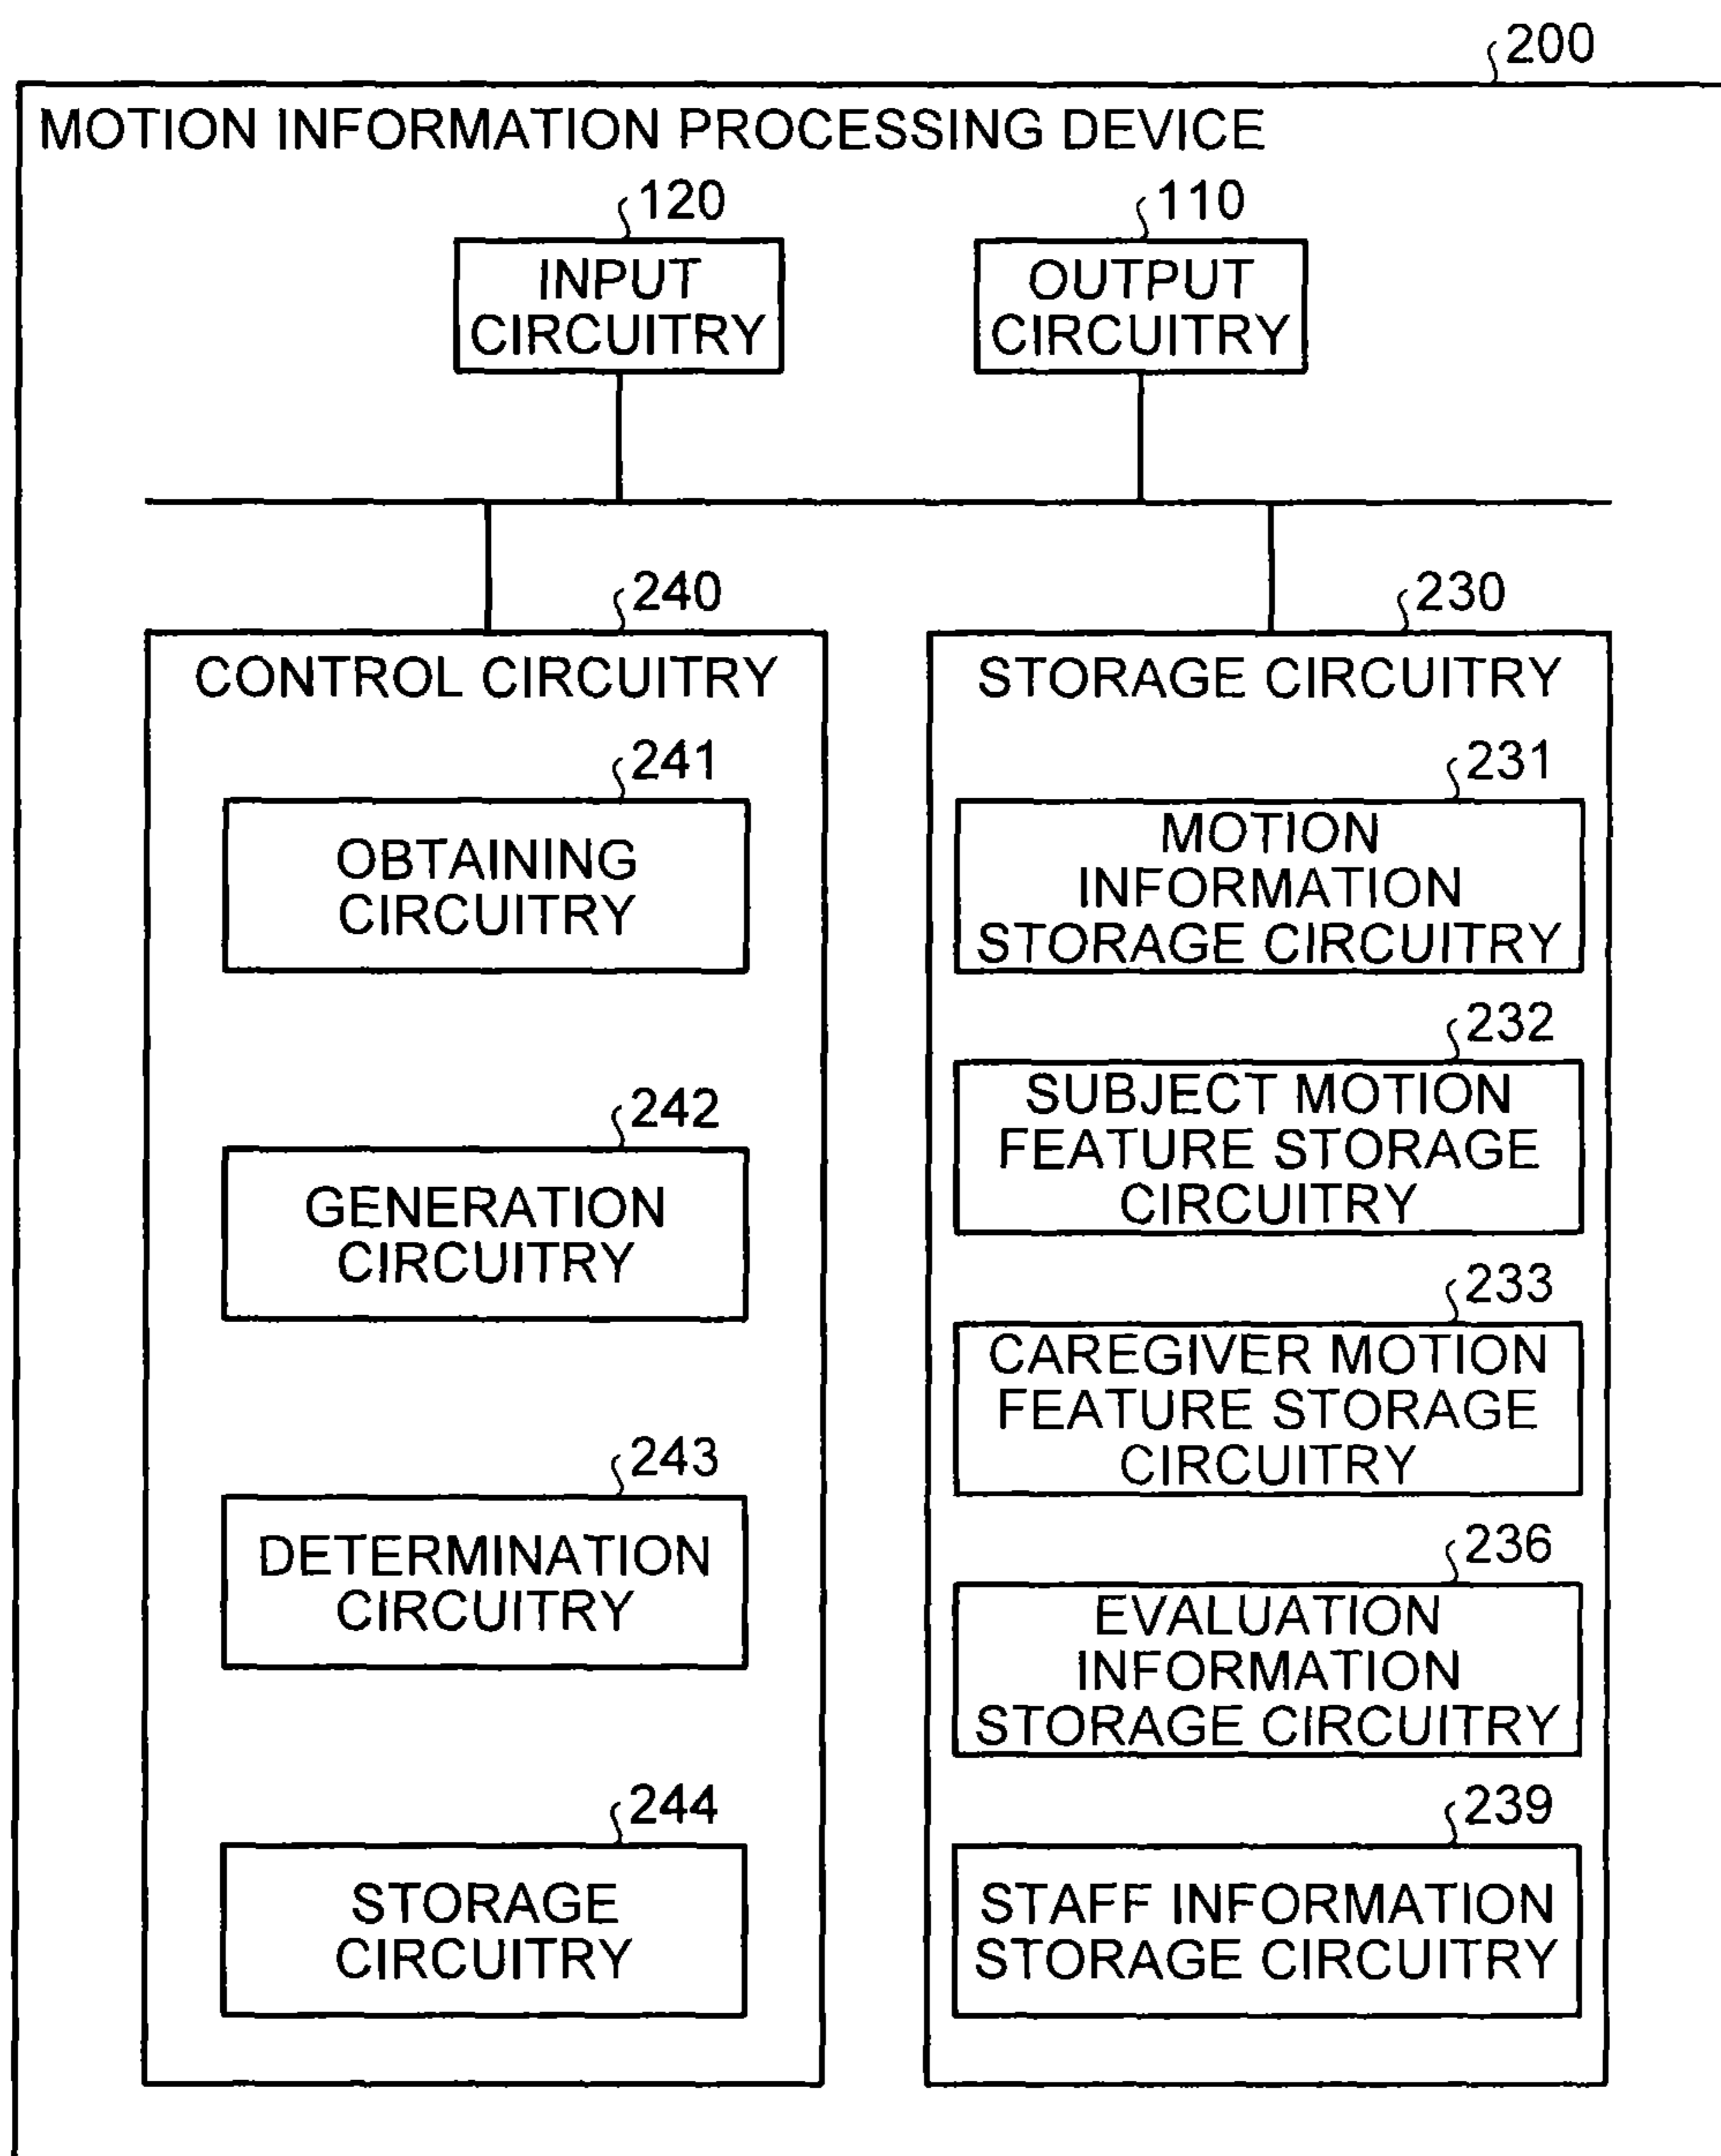 200
MOTION INFORMATION PROCESSING DEVICE
120
INPUT
CIRCUITRY
110
OUTPUT
CIRCUITRY
240
CONTROL CIRCUITRY
241
OBTAINING
CIRCUITRY
242
GENERATION
CIRCUITRY
243
DETERMINATION
CIRCUITRY
244
STORAGE
CIRCUITRY
230
STORAGE CIRCUITRY
231
MOTION
INFORMATION
STORAGE CIRCUITRY
232
SUBJECT MOTION
FEATURE STORAGE
CIRCUITRY
233
CAREGIVER MOTION
FEATURE STORAGE
CIRCUITRY
236
EVALUATION
INFORMATION
STORAGE CIRCUITRY
239
STAFF INFORMATION
STORAGE CIRCUITRY